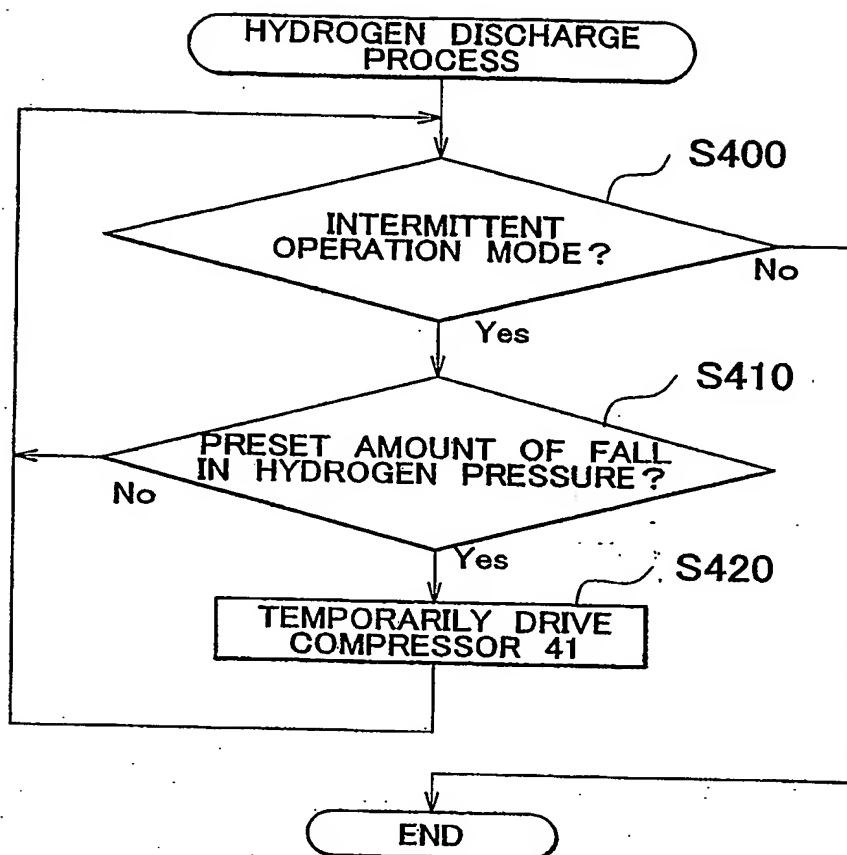 HYDROGEN DISCHARGE
PROCESS
S400
INTERMITTENT
OPERATION MODE?
No
Yes
S410
PRESET AMOUNT OF FALL
IN HYDROGEN PRESSURE?
No
Yes
S420
TEMPORARILY DRIVE
COMPRESSOR 41
END